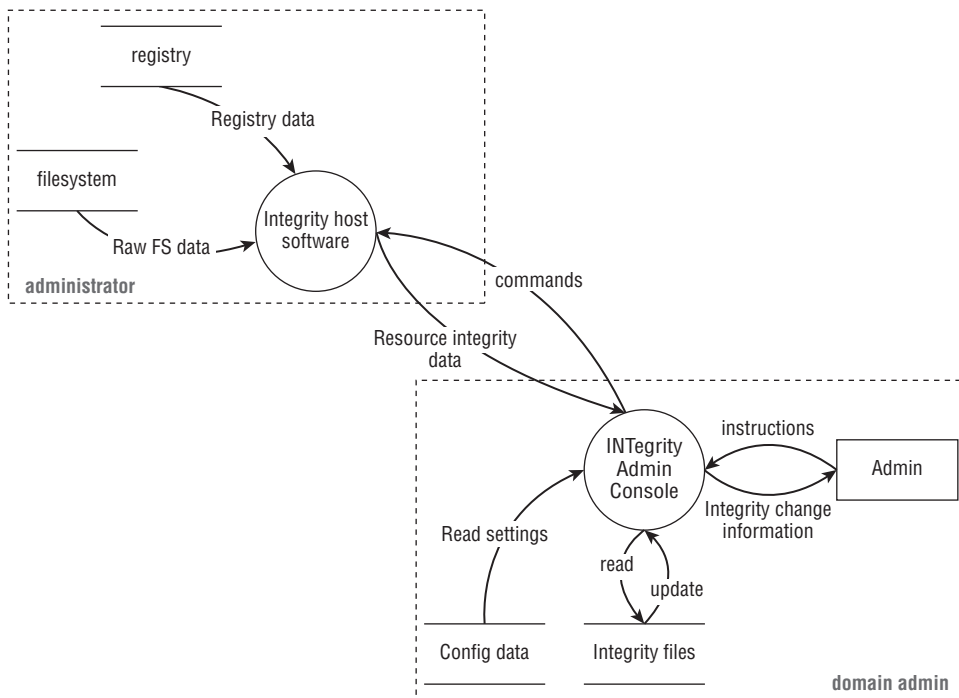 registry
Registry data
filesystem
Integrity host
software
Raw FS data
administrator
commands
Resource integrity
data
INTegrity
Admin
Console
instructions
Admin
Integrity change
information
Read settings
read
update
Config data
Integrity files
domain admin